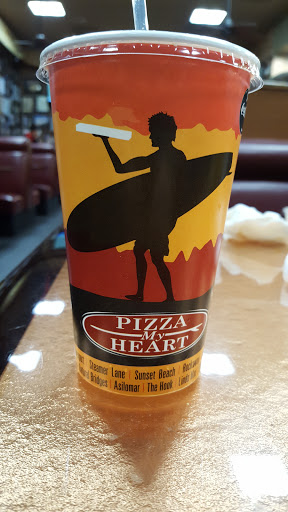 PIZZA
My
HEART
Steamer Lane | Sunset Beach |
Bridges | Asilomar | The Hook |